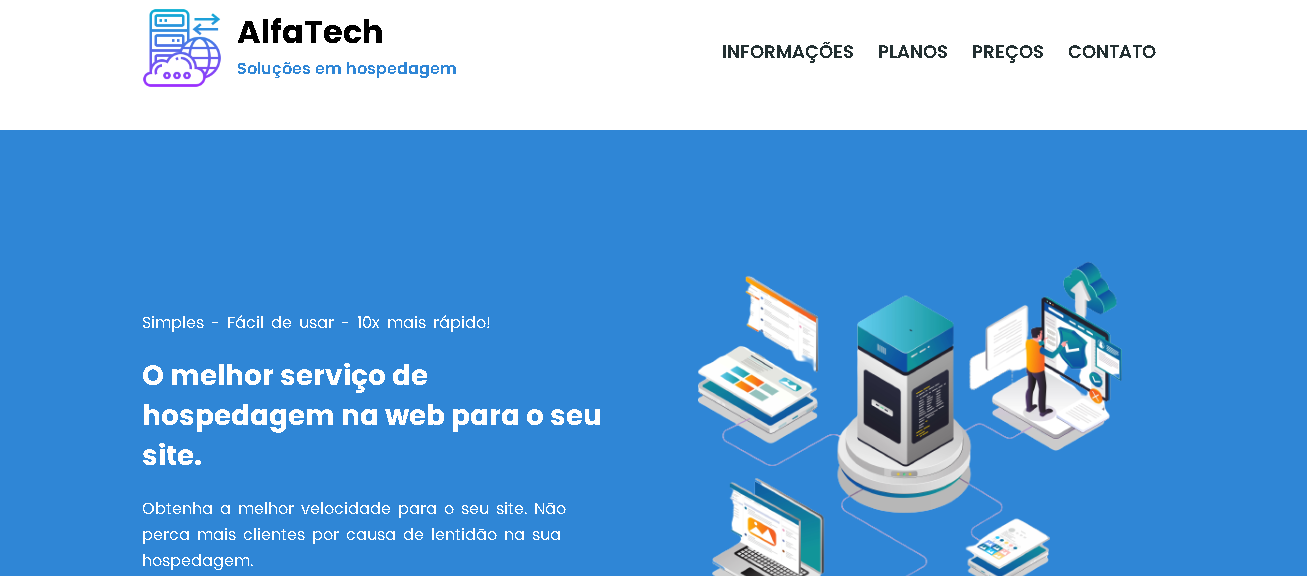 AlfaTech
Soluções em hospedagem
INFORMAÇÕES PLANOS PREÇOS CONTATO
Simples - Fácil de usar - 10x mais rápido!
O melhor serviço de
hospedagem na web para o seu
site.
Obtenha a melhor velocidade para o seu site. Não
perca mais clientes por causa de lentidão na sua
hospedagem.